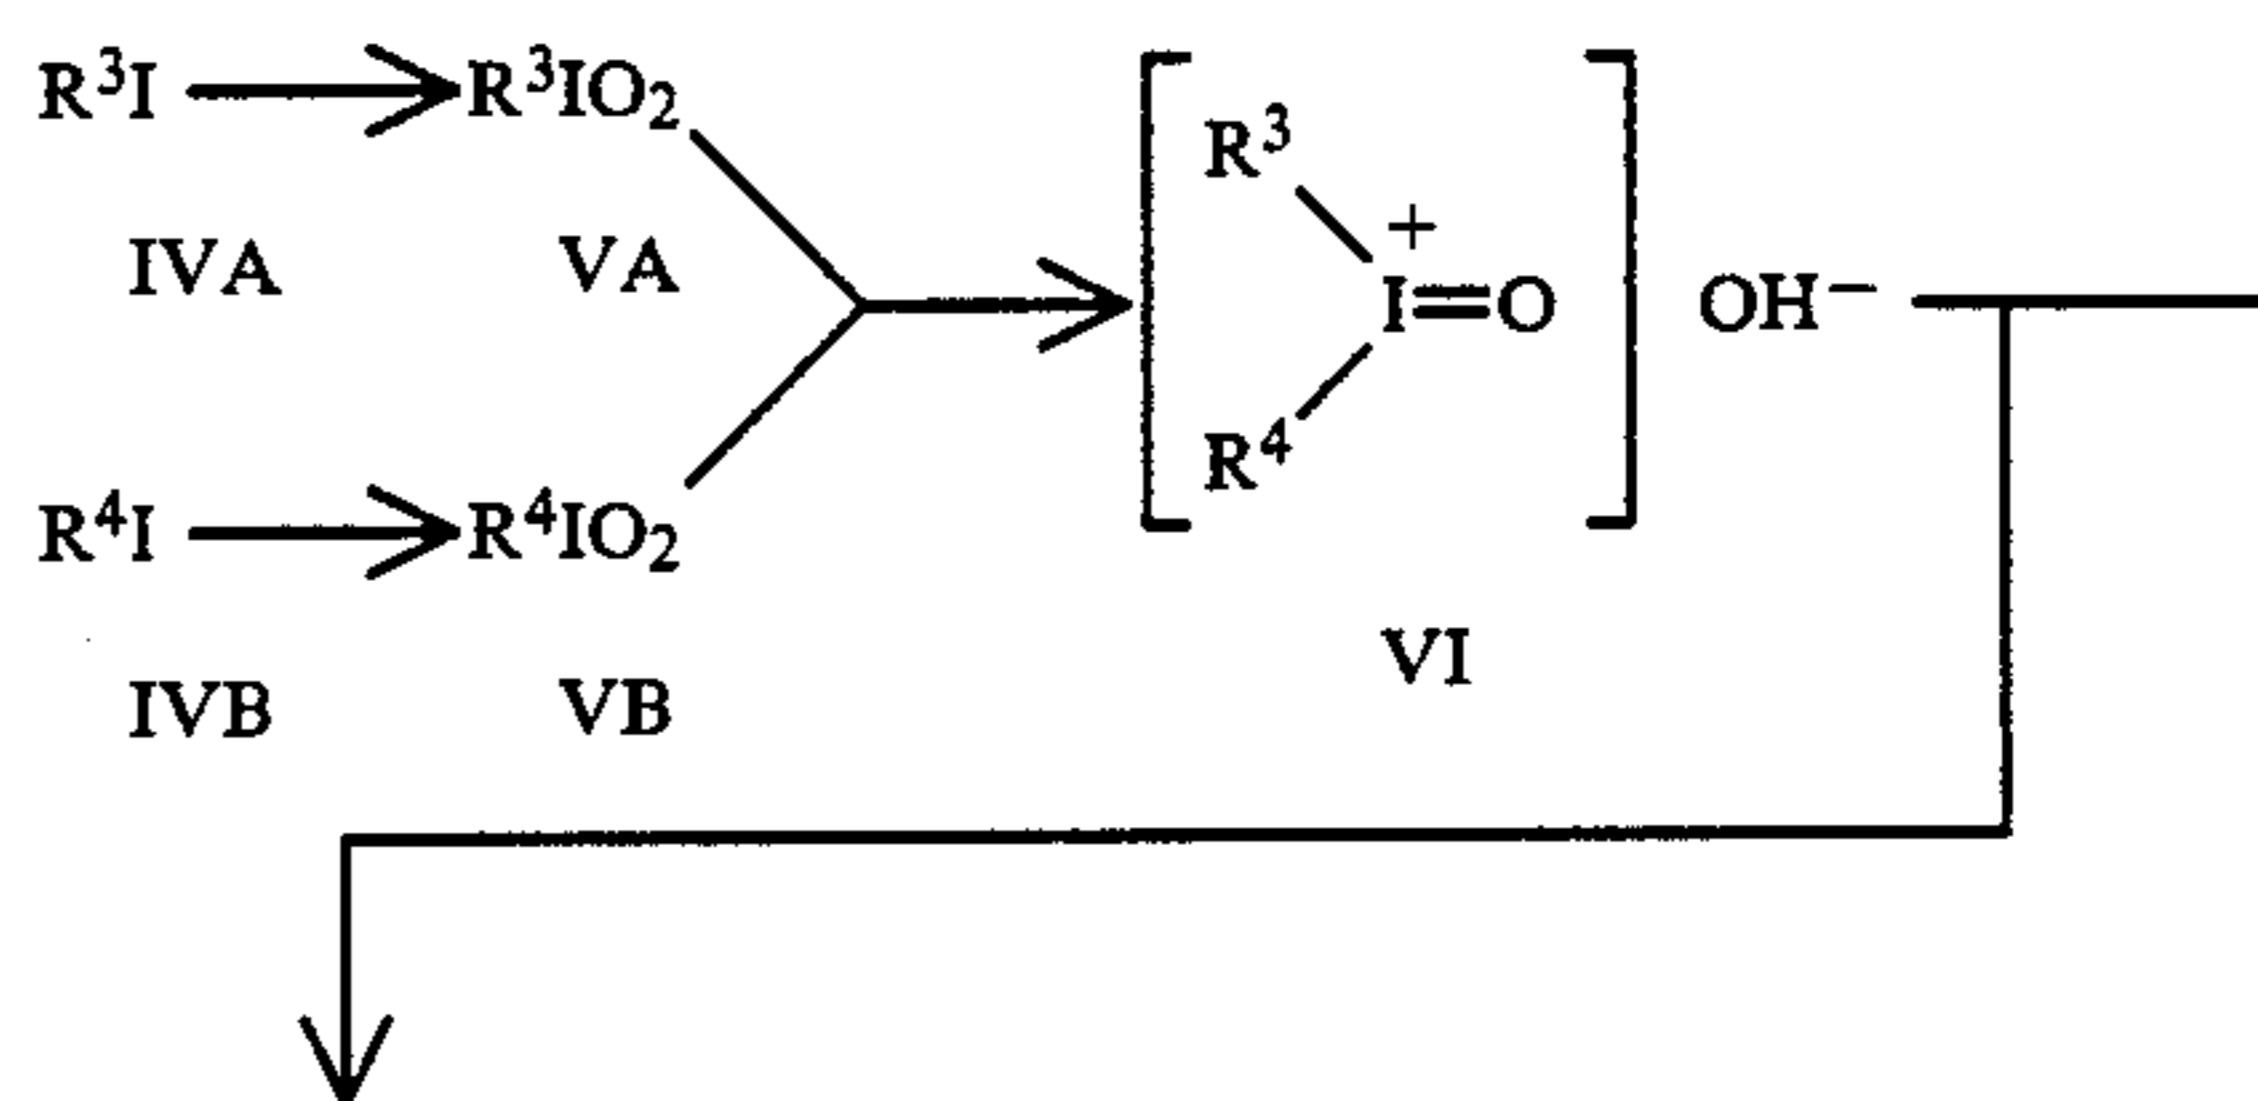 R³I R³IO₂
R³
+
IVA VA I=O OH⁻
R⁴
R⁴I R⁴IO₂
VI
IVB VB